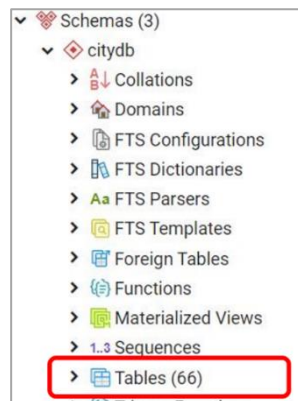 Schemas (3)
citydb
Collations
Domains
FTS Configurations
FTS Dictionaries
Aa FTS Parsers
FTS Templates
Foreign Tables
Functions
Materialized Views
1..3 Sequences
Tables (66)